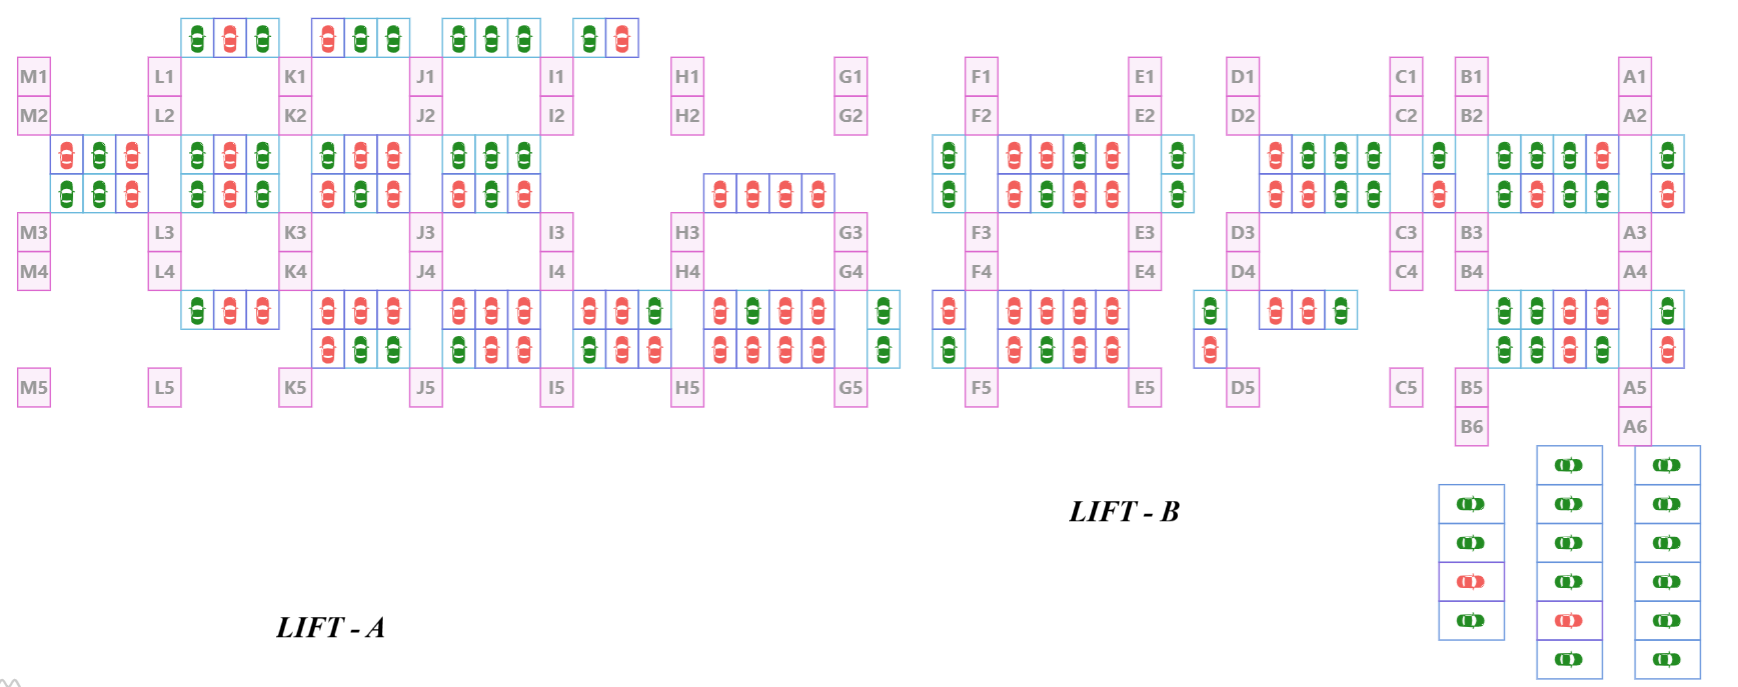 M1 L1 K1 J1 I1 H1 G1 F1 E1 D1 C1 B1 A1
M2 L2 K2 J2 I2 H2 G2 F2 E2 D2 C2 B2 A2
M3 L3 K3 J3 I3 H3 G3 F3 E3 D3 C3 B3 A3
M4 L4 K4 J4 I4 H4 G4 F4 E4 D4 C4 B4 A4
M5 L5 K5 J5 I5 H5 G5 F5 E5 D5 C5 B5 A5
B6 A6
LIFT - B
LIFT - A